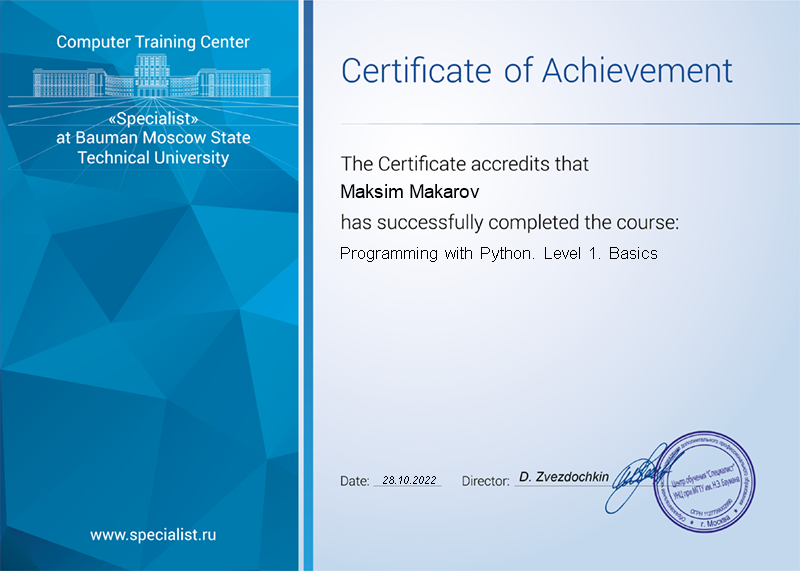 Computer Training Center
«Specialist»
at Bauman Moscow State
Technical University
www.specialist.ru
Certificate of Achievement
The Certificate accredits that
Maksim Makarov
has successfully completed the course:
Programming with Python. Level 1. Basics
Date: 28.10.2022 Director: D. Zvezdochkin
Центр обучения "Специалист"
УНЦ при МГТУ им. Н.Э. Баумана
г. Москва